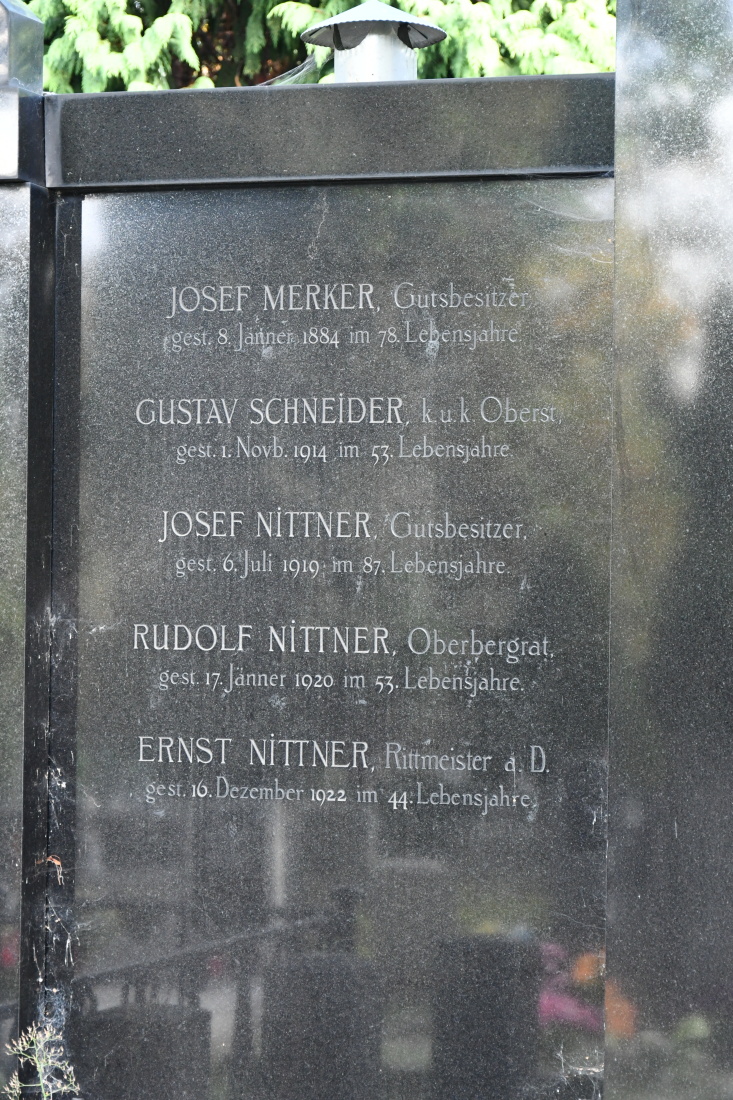 JOSEF MERKER, Gutsbesitzer
gest. 8. Jänner 1884 im 78. Lebensjahre.
GUSTAV SCHNEIDER, k.u.k. Oberst,
gest. 1. Novb. 1914 im 53. Lebensjahre.
JOSEF NITTNER, Gutsbesitzer,
gest. 6. Juli 1919 im 87. Lebensjahre.
RUDOLF NITTNER, Oberbergrat,
gest. 17. Jänner 1920 im 53. Lebensjahre.
ERNST NITTNER, Rittmeister a. D.
gest. 16. Dezember 1922 im 44. Lebensjahre.